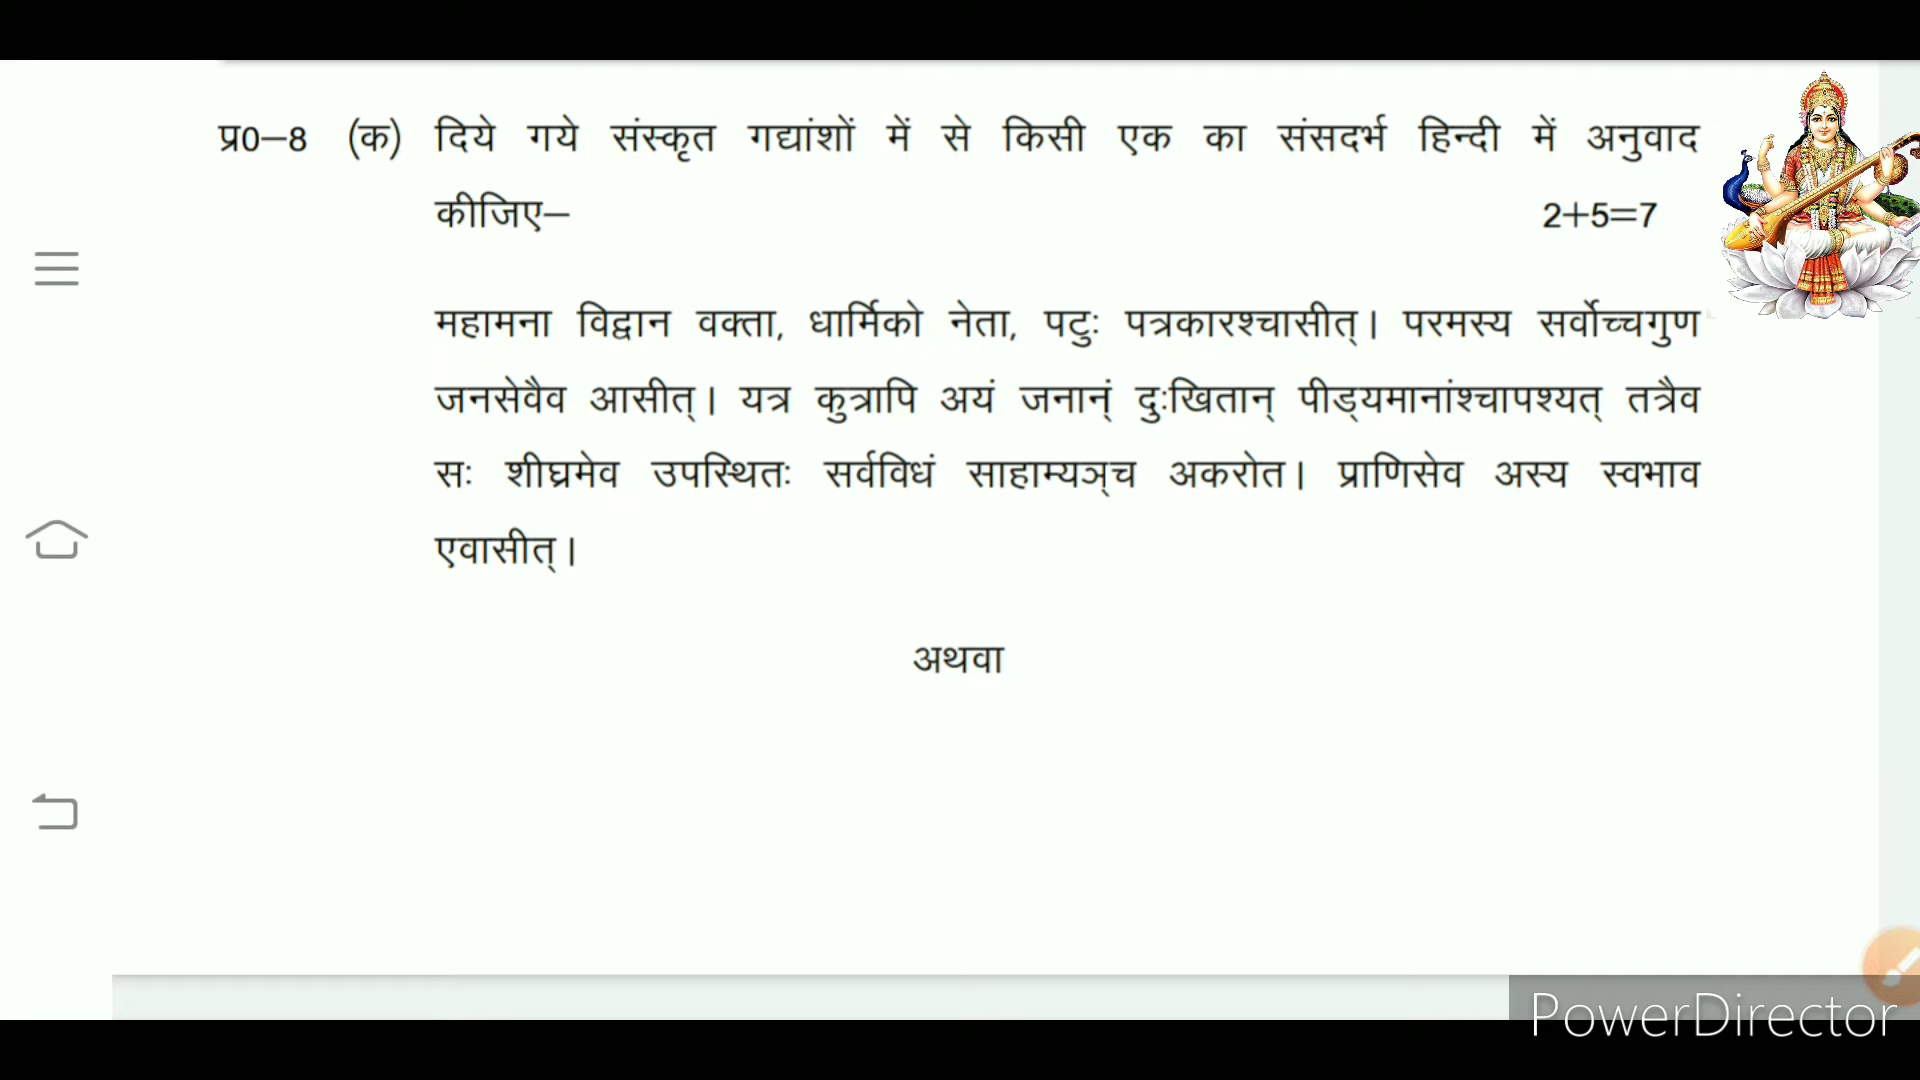 प्र0–8 (क) दिये गये संस्कृत गद्यांशों में से किसी एक का संसदर्भ हिन्दी में अनुवाद
कीजिए– 2+5=7
महामना विद्वान वक्ता, धार्मिको नेता, पटुः पत्रकारश्चासीत्। परमस्य सर्वोच्चगुण
जनसेवैव आसीत्। यत्र कुत्रापि अयं जनान्ं दुःखितान् पीड्यमानांश्चापश्यत् तत्रैव
सः शीघ्रमेव उपस्थितः सर्वविधं साहाम्यञ्च अकरोत। प्राणिसेव अस्य स्वभाव
एवासीत्।
अथवा
PowerDirector